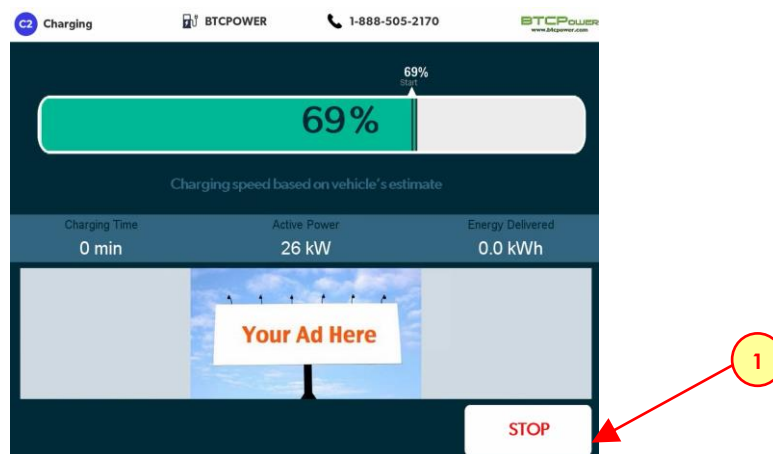 C2 Charging BTCPOWER 1-888-505-2170 BTCPOWER
www.btcpower.com
69%
Start
69%
Charging speed based on vehicle's estimate
Charging Time Active Power Energy Delivered
0 min 26 kW 0.0 kWh
Your Ad Here
1
STOP